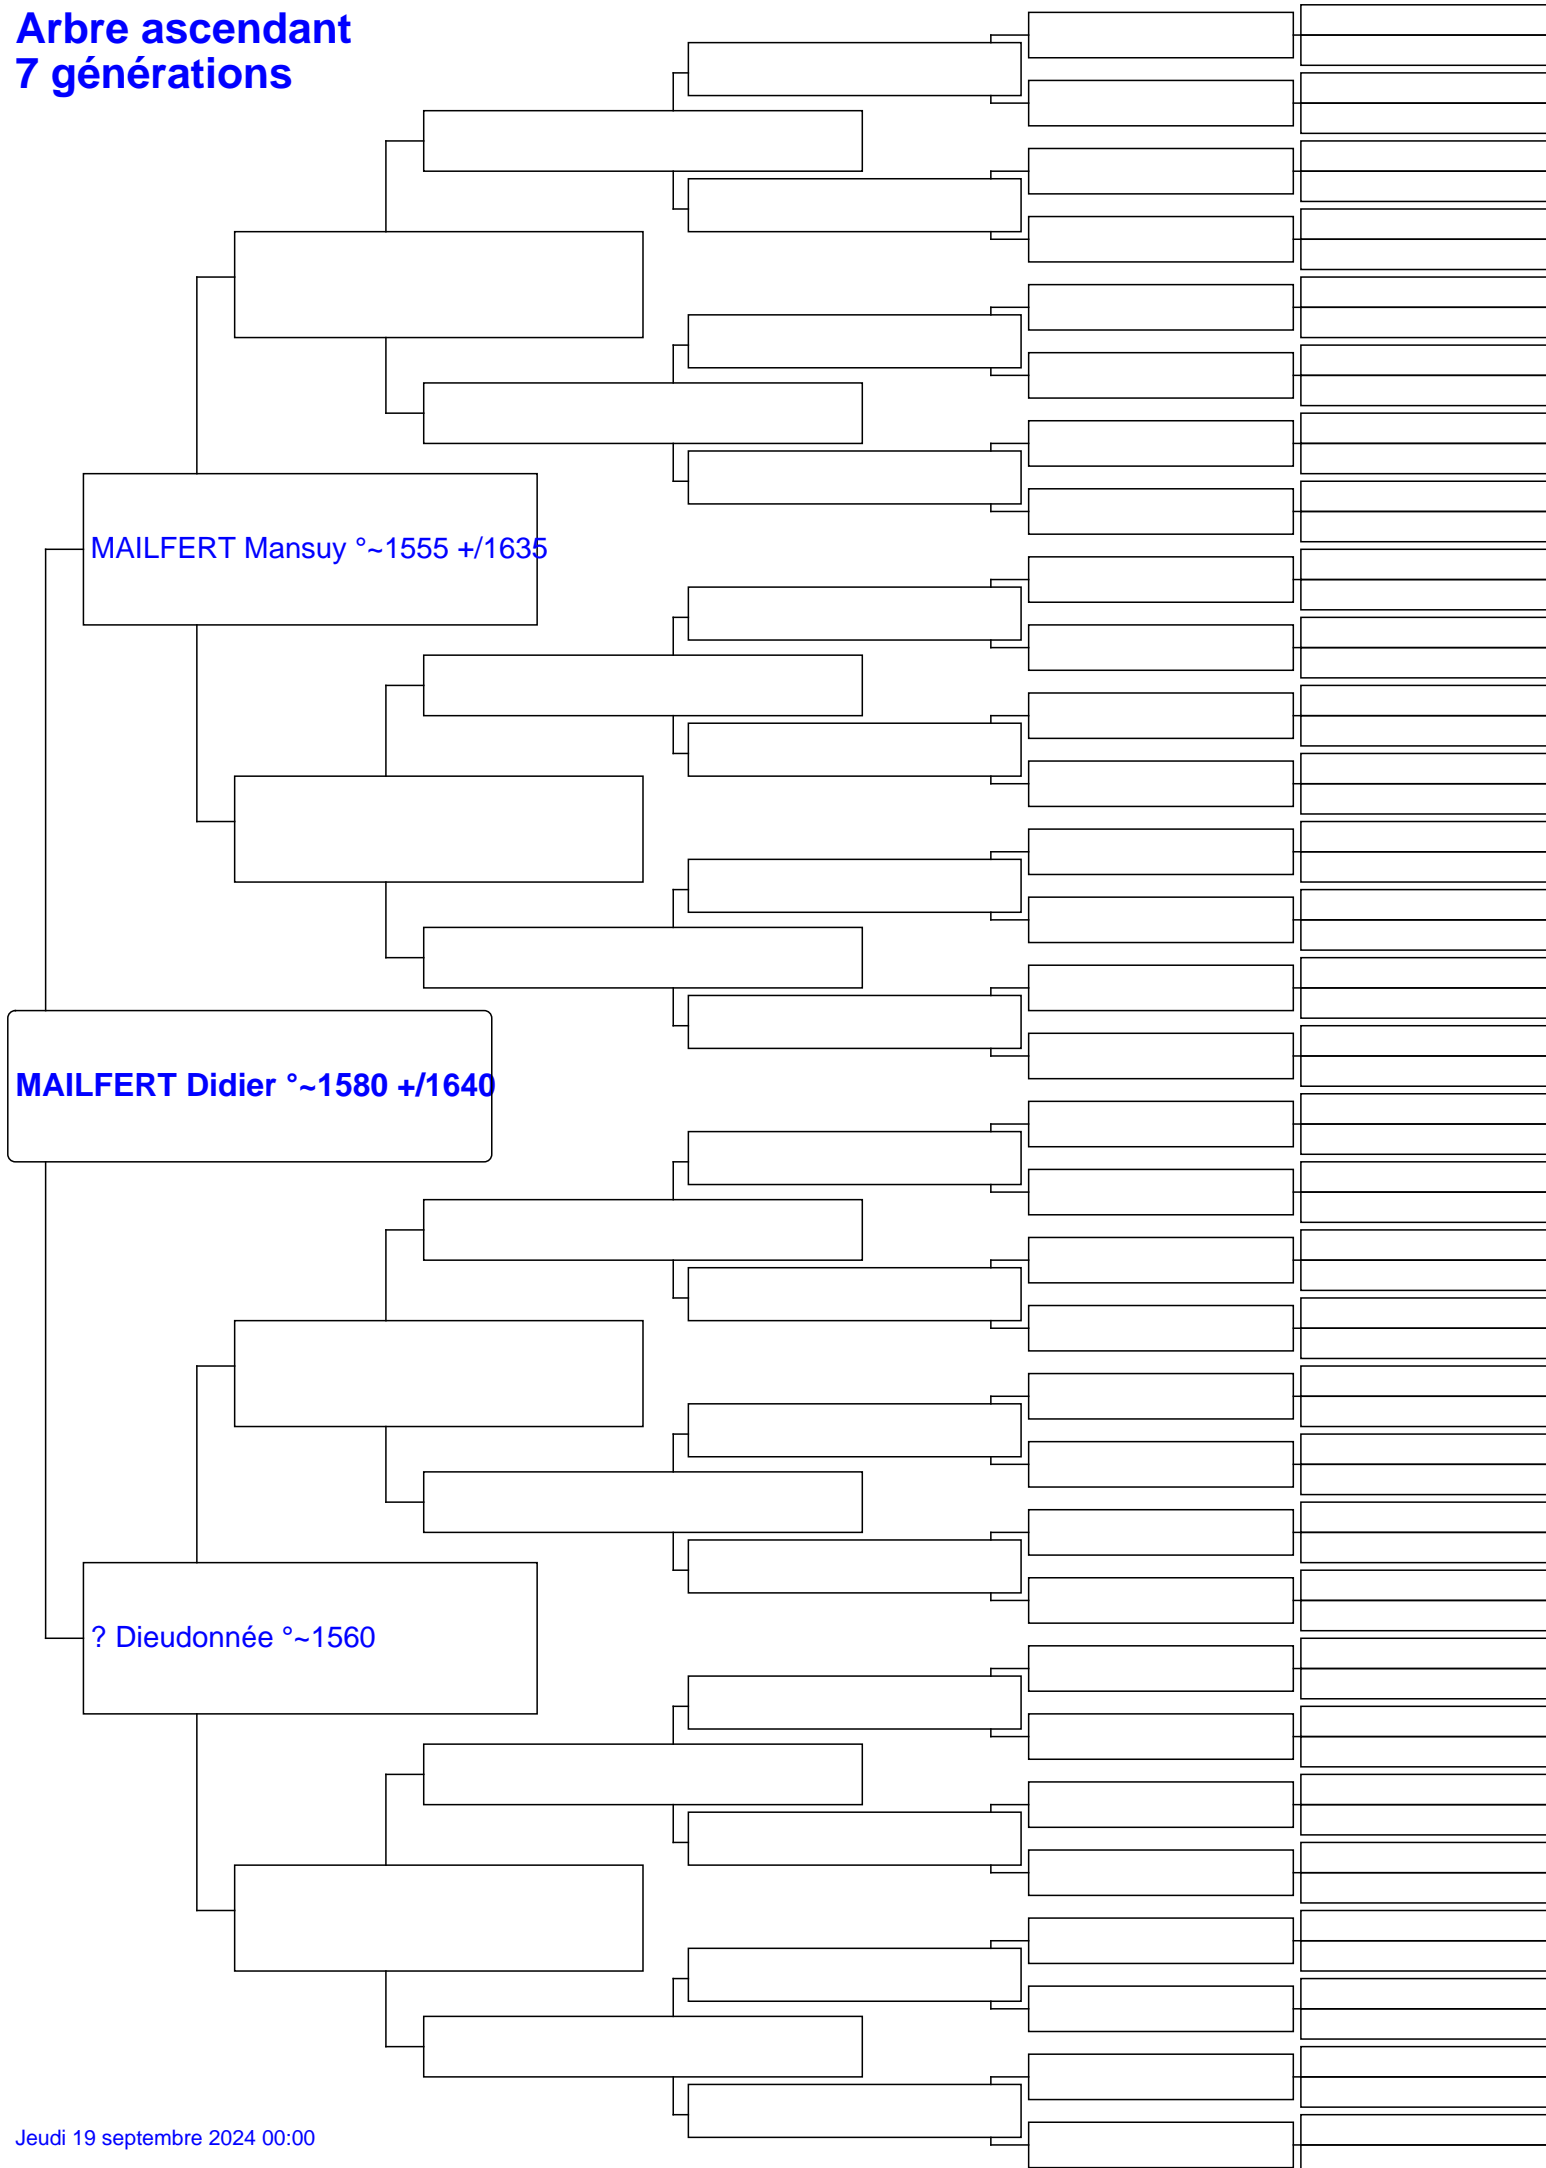 Arbre ascendant
7 générations
MAILFERT Mansuy °~1555 +/1635
MAILFERT Didier °~1580 +/1640
? Dieudonnée °~1560
Jeudi 19 septembre 2024 00:00